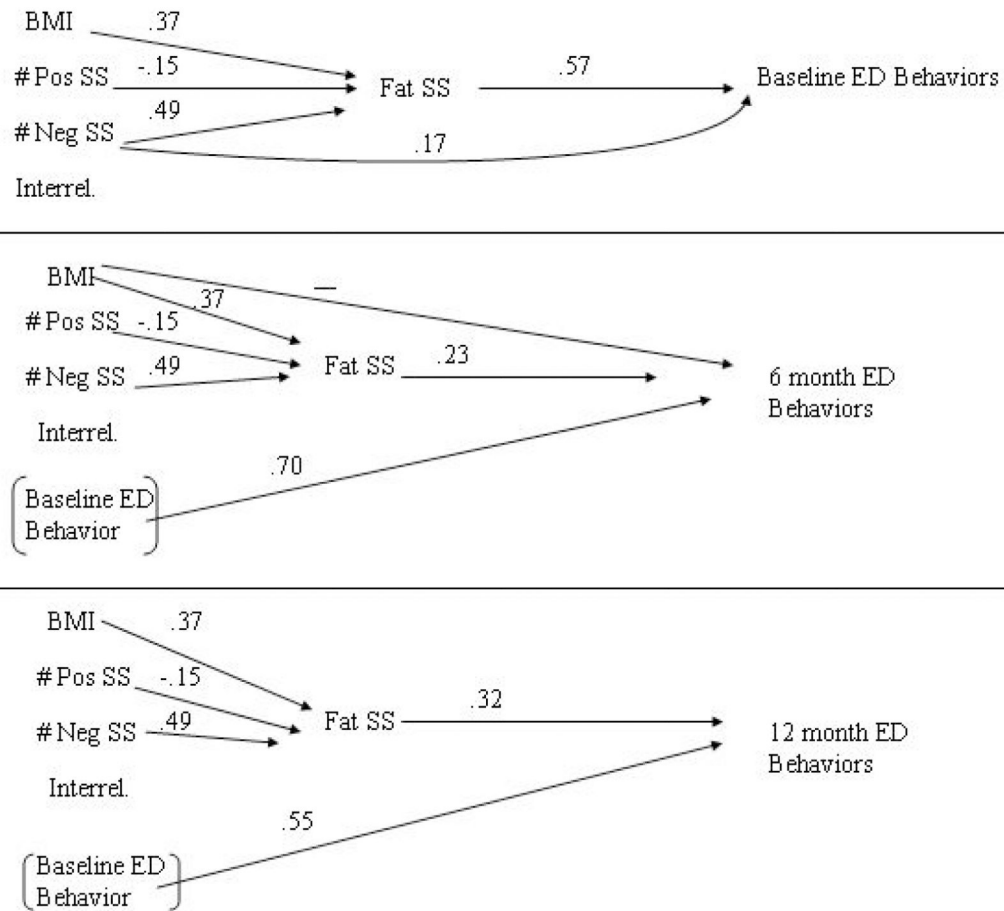 BMI .37
# Pos SS -.15
Fat SS .57 Baseline ED Behaviors
# Neg SS .49
.17
Interrel.
BMI .37 —
# Pos SS -.15
# Neg SS .49 Fat SS .23 6 month ED
Behaviors
Interrel.
.70
Baseline ED
Behavior
BMI .37
# Pos SS -.15
# Neg SS .49 Fat SS .32 12 month ED
Behaviors
Interrel.
.55
Baseline ED
Behavior